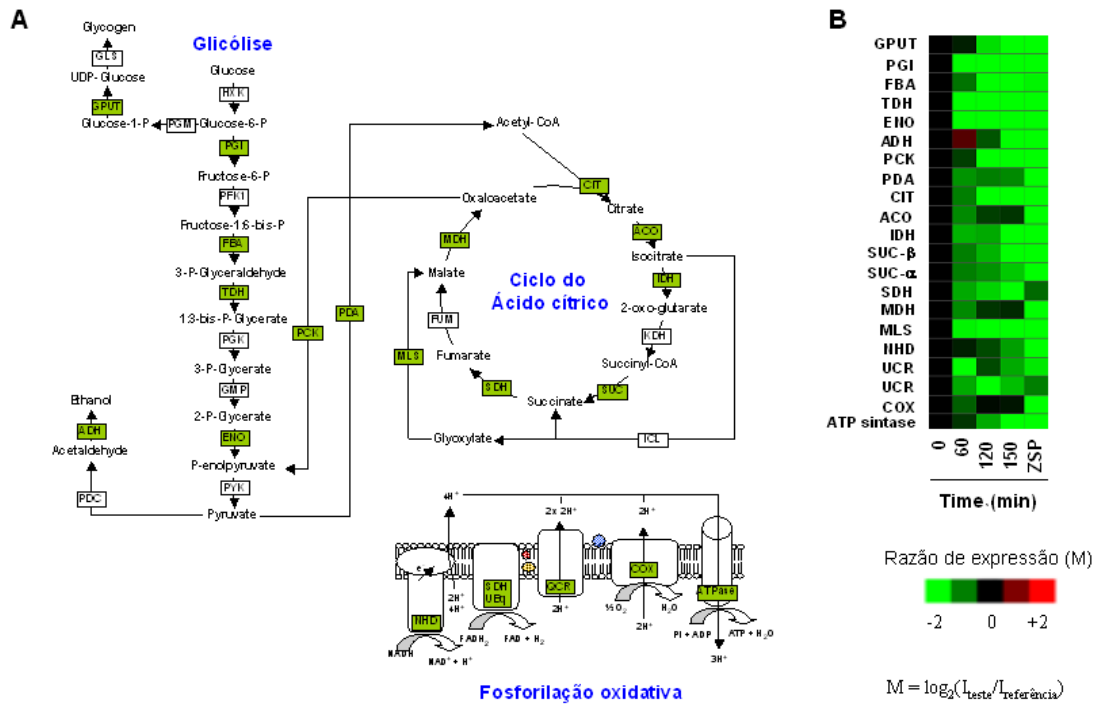 A
Glicólise
Glycogen
GLS
UDP-Glucose
GPUT
Glucose-1-P
PGM
Glucose
HXK
Glucose-6-P
PGI
Fructose-6-P
PFK1
Fructose-1:6-bis-P
FBA
3-P-Glyceraldehyde
TDH
1:3-bis-P-Glycerate
PGK
3-P-Glycerate
GMP
2-P-Glycerate
ENO
P-enolpyruvate
PYK
Pyruvate
Ethanol
ADH
Acetaldehyde
PDC
PCK
PDA
Acetyl-CoA
CIT
Oxaloacetate
Citrate
MDH
ACO
Malate
Isocitrate
Ciclo do
Ácido cítrico
IDH
2-oxo-glutarate
FUM
KDH
MLS
Fumarate
Succinyl-CoA
SDH
SUC
Succinate
Glyoxylate
ICL
4H⁺
2x 2H⁺
2H⁺
e⁻
2H⁺
4H⁺
NHD
NADH
NAD⁺ + H⁺
SDH
UEq
FADH₂
FAD + H₂
QCR
2H⁺
COX
½O₂
H₂O
2H⁺
ATPase
PI + ADP
ATP + H₂O
3H⁺
Fosforilação oxidativa
B
GPUT
PGI
FBA
TDH
ENO
ADH
PCK
PDA
CIT
ACO
IDH
SUC-β
SUC-α
SDH
MDH
MLS
NHD
UCR
UCR
COX
ATP sintase
0
60
120
150
ZSP
Time (min)
Razão de expressão (M)
-2 0 +2
M = log₂(I_teste/I_referência)